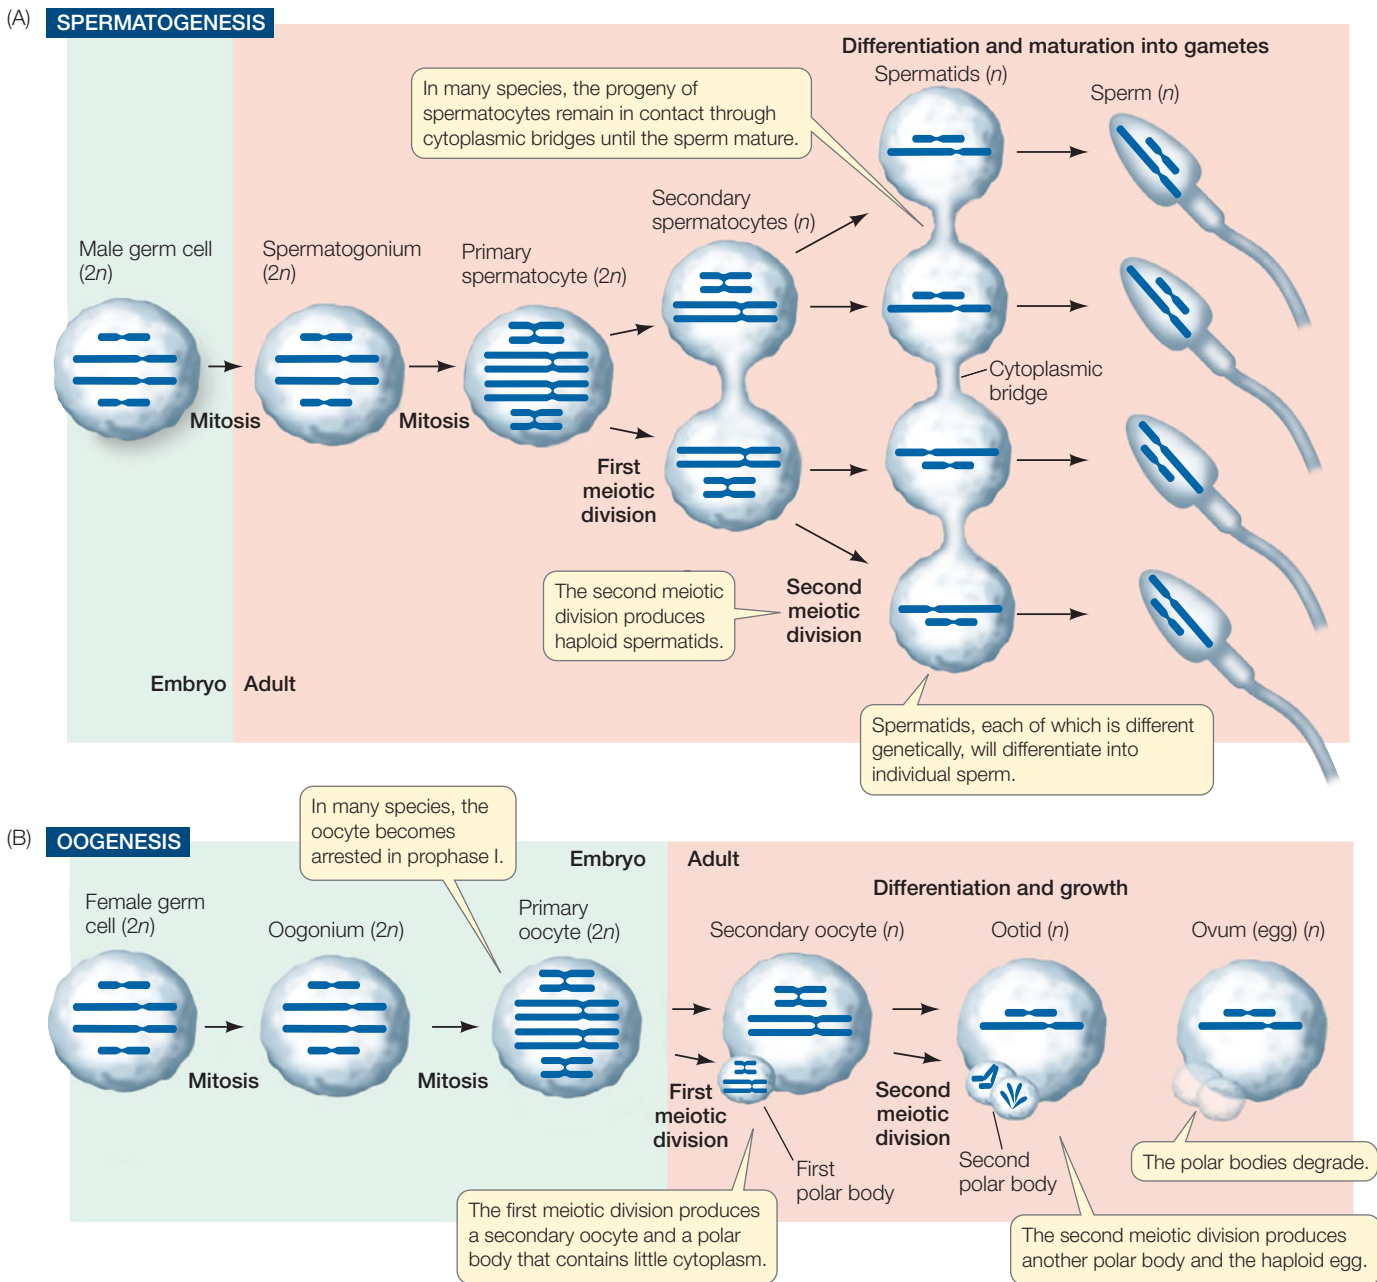 (A) SPERMATOGENESIS
Differentiation and maturation into gametes
In many species, the progeny of
spermatocytes remain in contact through
cytoplasmic bridges until the sperm mature.
Spermatids (n)
Sperm (n)
Secondary
spermatocytes (n)
Male germ cell
(2n)
Spermatogonium
(2n)
Primary
spermatocyte (2n)
Mitosis
Mitosis
Cytoplasmic
bridge
First
meiotic
division
The second meiotic
division produces
haploid spermatids.
Second
meiotic
division
Embryo
Adult
Spermatids, each of which is different
genetically, will differentiate into
individual sperm.
(B) OOGENESIS
In many species, the
oocyte becomes
arrested in prophase I.
Embryo
Adult
Differentiation and growth
Female germ
cell (2n)
Oogonium (2n)
Primary
oocyte (2n)
Secondary oocyte (n)
Ootid (n)
Ovum (egg) (n)
Mitosis
Mitosis
First
meiotic
division
Second
meiotic
division
First
polar body
Second
polar body
The polar bodies degrade.
The first meiotic division produces
a secondary oocyte and a polar
body that contains little cytoplasm.
The second meiotic division produces
another polar body and the haploid egg.